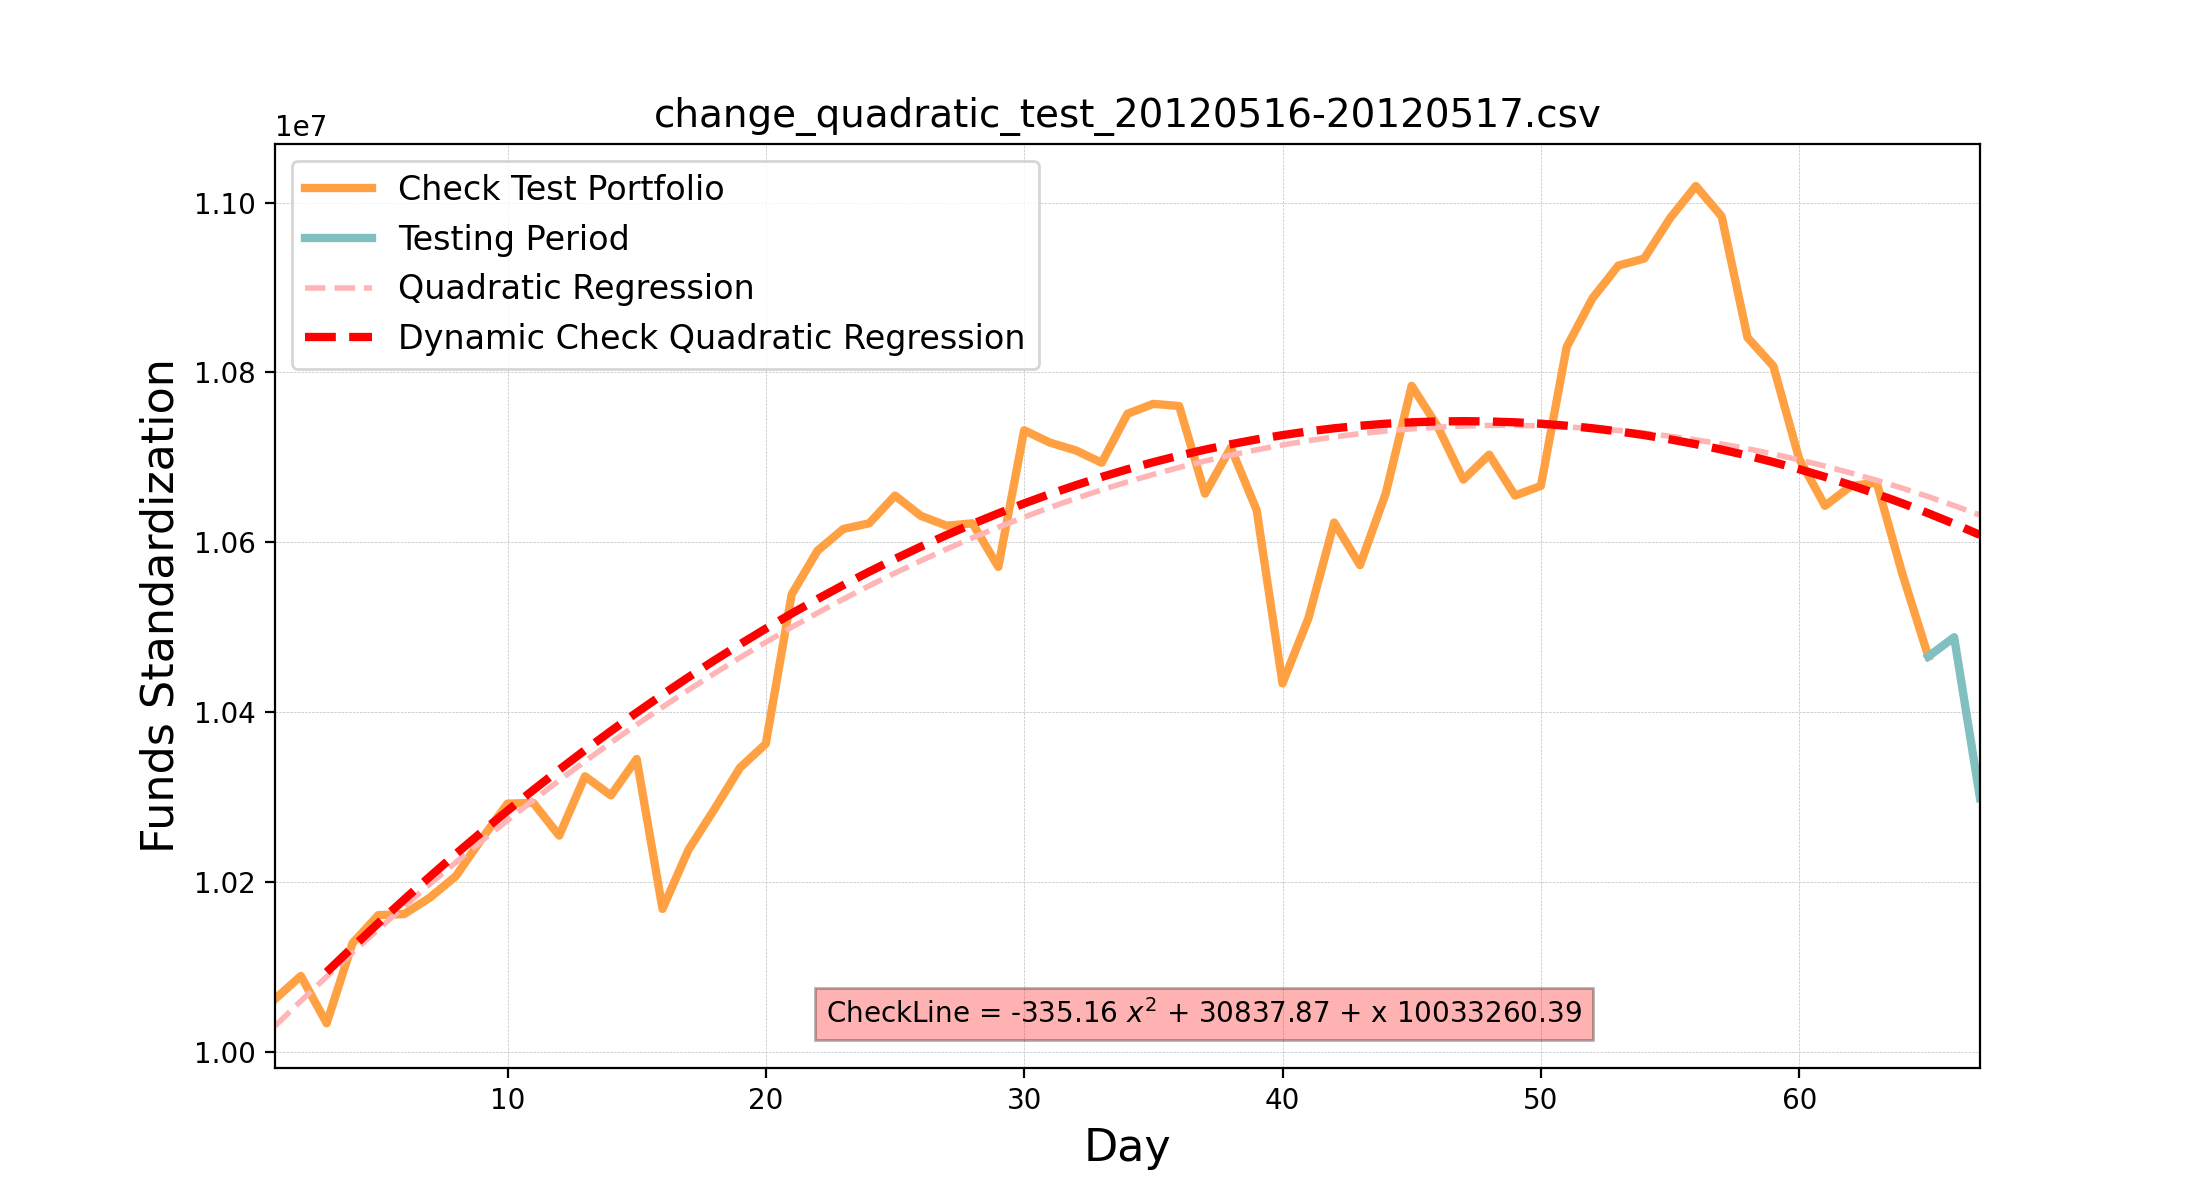 change_quadratic_test_20120516-20120517.csv
1e7
Check Test Portfolio
Testing Period
Quadratic Regression
Dynamic Check Quadratic Regression
1.10
1.08
1.06
1.04
1.02
1.00
Funds Standardization
CheckLine = -335.16 x² + 30837.87 + x 10033260.39
10 20 30 40 50 60
Day